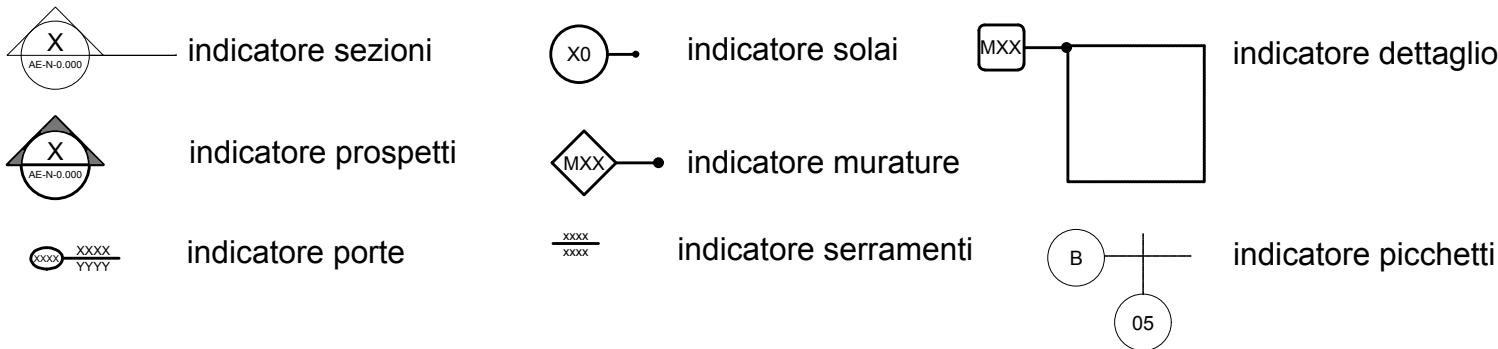 X
AE-N-0.000
indicatore sezioni
X0
indicatore solai
MXX
indicatore dettaglio
X
AE-N-0.000
indicatore prospetti
MXX
indicatore murature
XXXX
XXXX
YYYY
indicatore porte
xxxx
xxxx
indicatore serramenti
B
05
indicatore picchetti